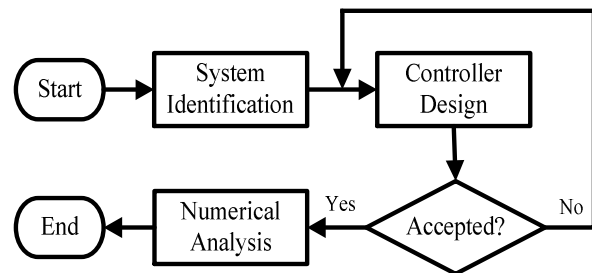 Start
System
Identification
Controller
Design
Accepted?
No
Yes
Numerical
Analysis
End